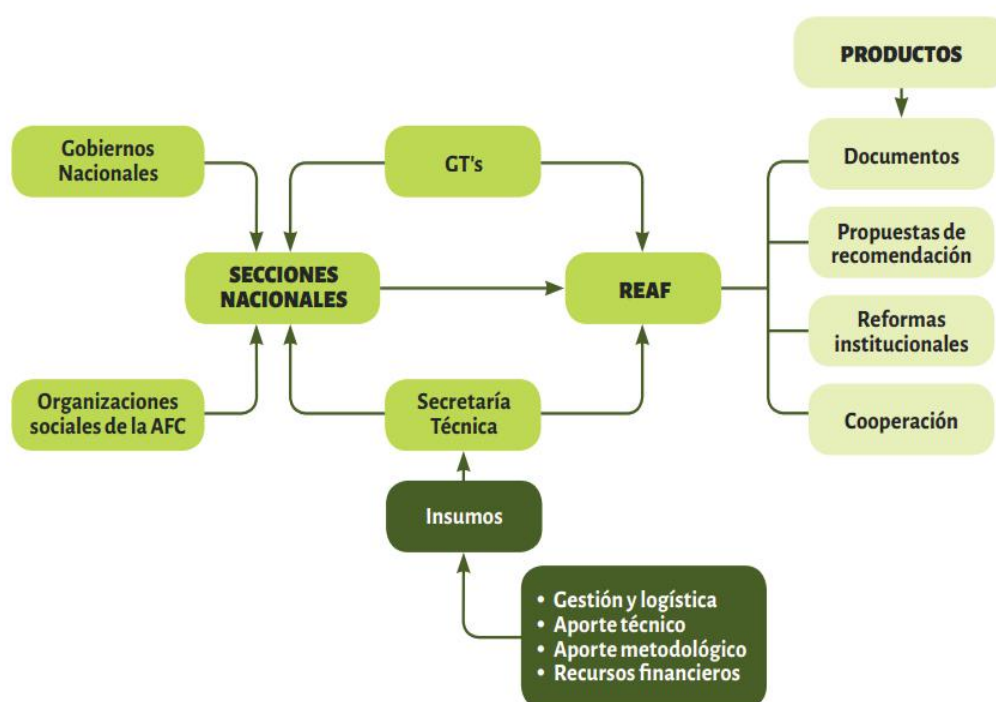 PRODUCTOS
Gobiernos
Nacionales
GT's
Documentos
SECCIONES
NACIONALES
REAF
Propuestas de
recomendación
Reformas
institucionales
Organizaciones
sociales de la AFC
Secretaría
Técnica
Cooperación
Insumos
• Gestión y logística
• Aporte técnico
• Aporte metodológico
• Recursos financieros